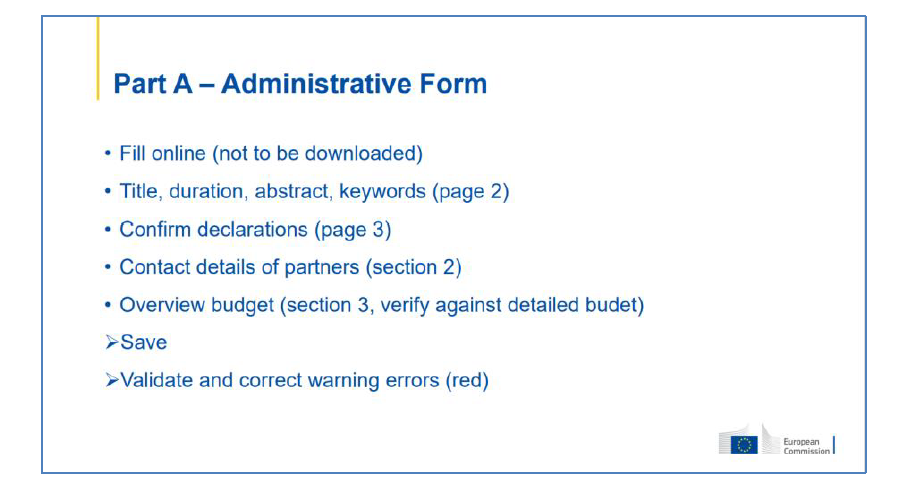 Part A – Administrative Form
• Fill online (not to be downloaded)
• Title, duration, abstract, keywords (page 2)
• Confirm declarations (page 3)
• Contact details of partners (section 2)
• Overview budget (section 3, verify against detailed budet)
➢Save
➢Validate and correct warning errors (red)
European
Commission